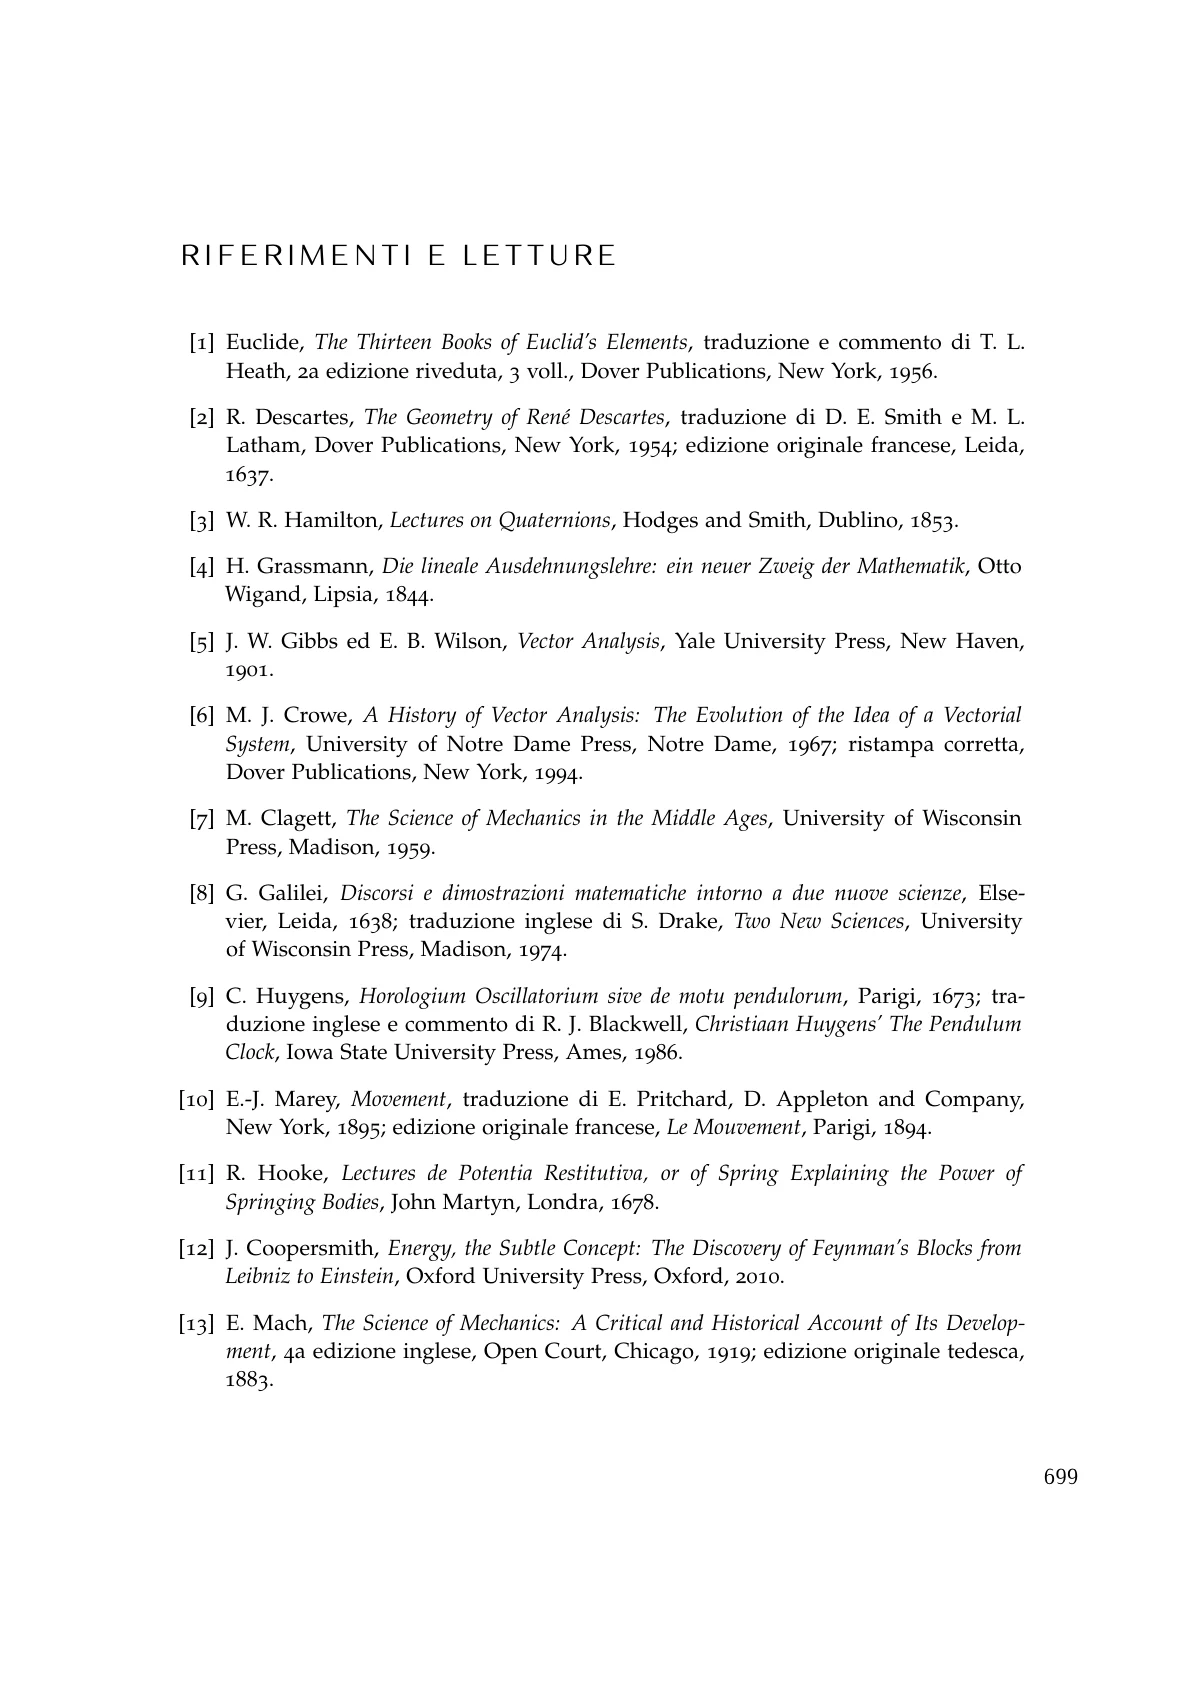 RIFERIMENTI E LETTURE
[1] Euclide, The Thirteen Books of Euclid's Elements, traduzione e commento di T. L.
Heath, 2a edizione riveduta, 3 voll., Dover Publications, New York, 1956.
[2] R. Descartes, The Geometry of René Descartes, traduzione di D. E. Smith e M. L.
Latham, Dover Publications, New York, 1954; edizione originale francese, Leida,
1637.
[3] W. R. Hamilton, Lectures on Quaternions, Hodges and Smith, Dublino, 1853.
[4] H. Grassmann, Die lineale Ausdehnungslehre: ein neuer Zweig der Mathematik, Otto
Wigand, Lipsia, 1844.
[5] J. W. Gibbs ed E. B. Wilson, Vector Analysis, Yale University Press, New Haven,
1901.
[6] M. J. Crowe, A History of Vector Analysis: The Evolution of the Idea of a Vectorial
System, University of Notre Dame Press, Notre Dame, 1967; ristampa corretta,
Dover Publications, New York, 1994.
[7] M. Clagett, The Science of Mechanics in the Middle Ages, University of Wisconsin
Press, Madison, 1959.
[8] G. Galilei, Discorsi e dimostrazioni matematiche intorno a due nuove scienze, Else-
vier, Leida, 1638; traduzione inglese di S. Drake, Two New Sciences, University
of Wisconsin Press, Madison, 1974.
[9] C. Huygens, Horologium Oscillatorium sive de motu pendulorum, Parigi, 1673; tra-
duzione inglese e commento di R. J. Blackwell, Christiaan Huygens' The Pendulum
Clock, Iowa State University Press, Ames, 1986.
[10] E.-J. Marey, Movement, traduzione di E. Pritchard, D. Appleton and Company,
New York, 1895; edizione originale francese, Le Mouvement, Parigi, 1894.
[11] R. Hooke, Lectures de Potentia Restitutiva, or of Spring Explaining the Power of
Springing Bodies, John Martyn, Londra, 1678.
[12] J. Coopersmith, Energy, the Subtle Concept: The Discovery of Feynman's Blocks from
Leibniz to Einstein, Oxford University Press, Oxford, 2010.
[13] E. Mach, The Science of Mechanics: A Critical and Historical Account of Its Develop-
ment, 4a edizione inglese, Open Court, Chicago, 1919; edizione originale tedesca,
1883.
699